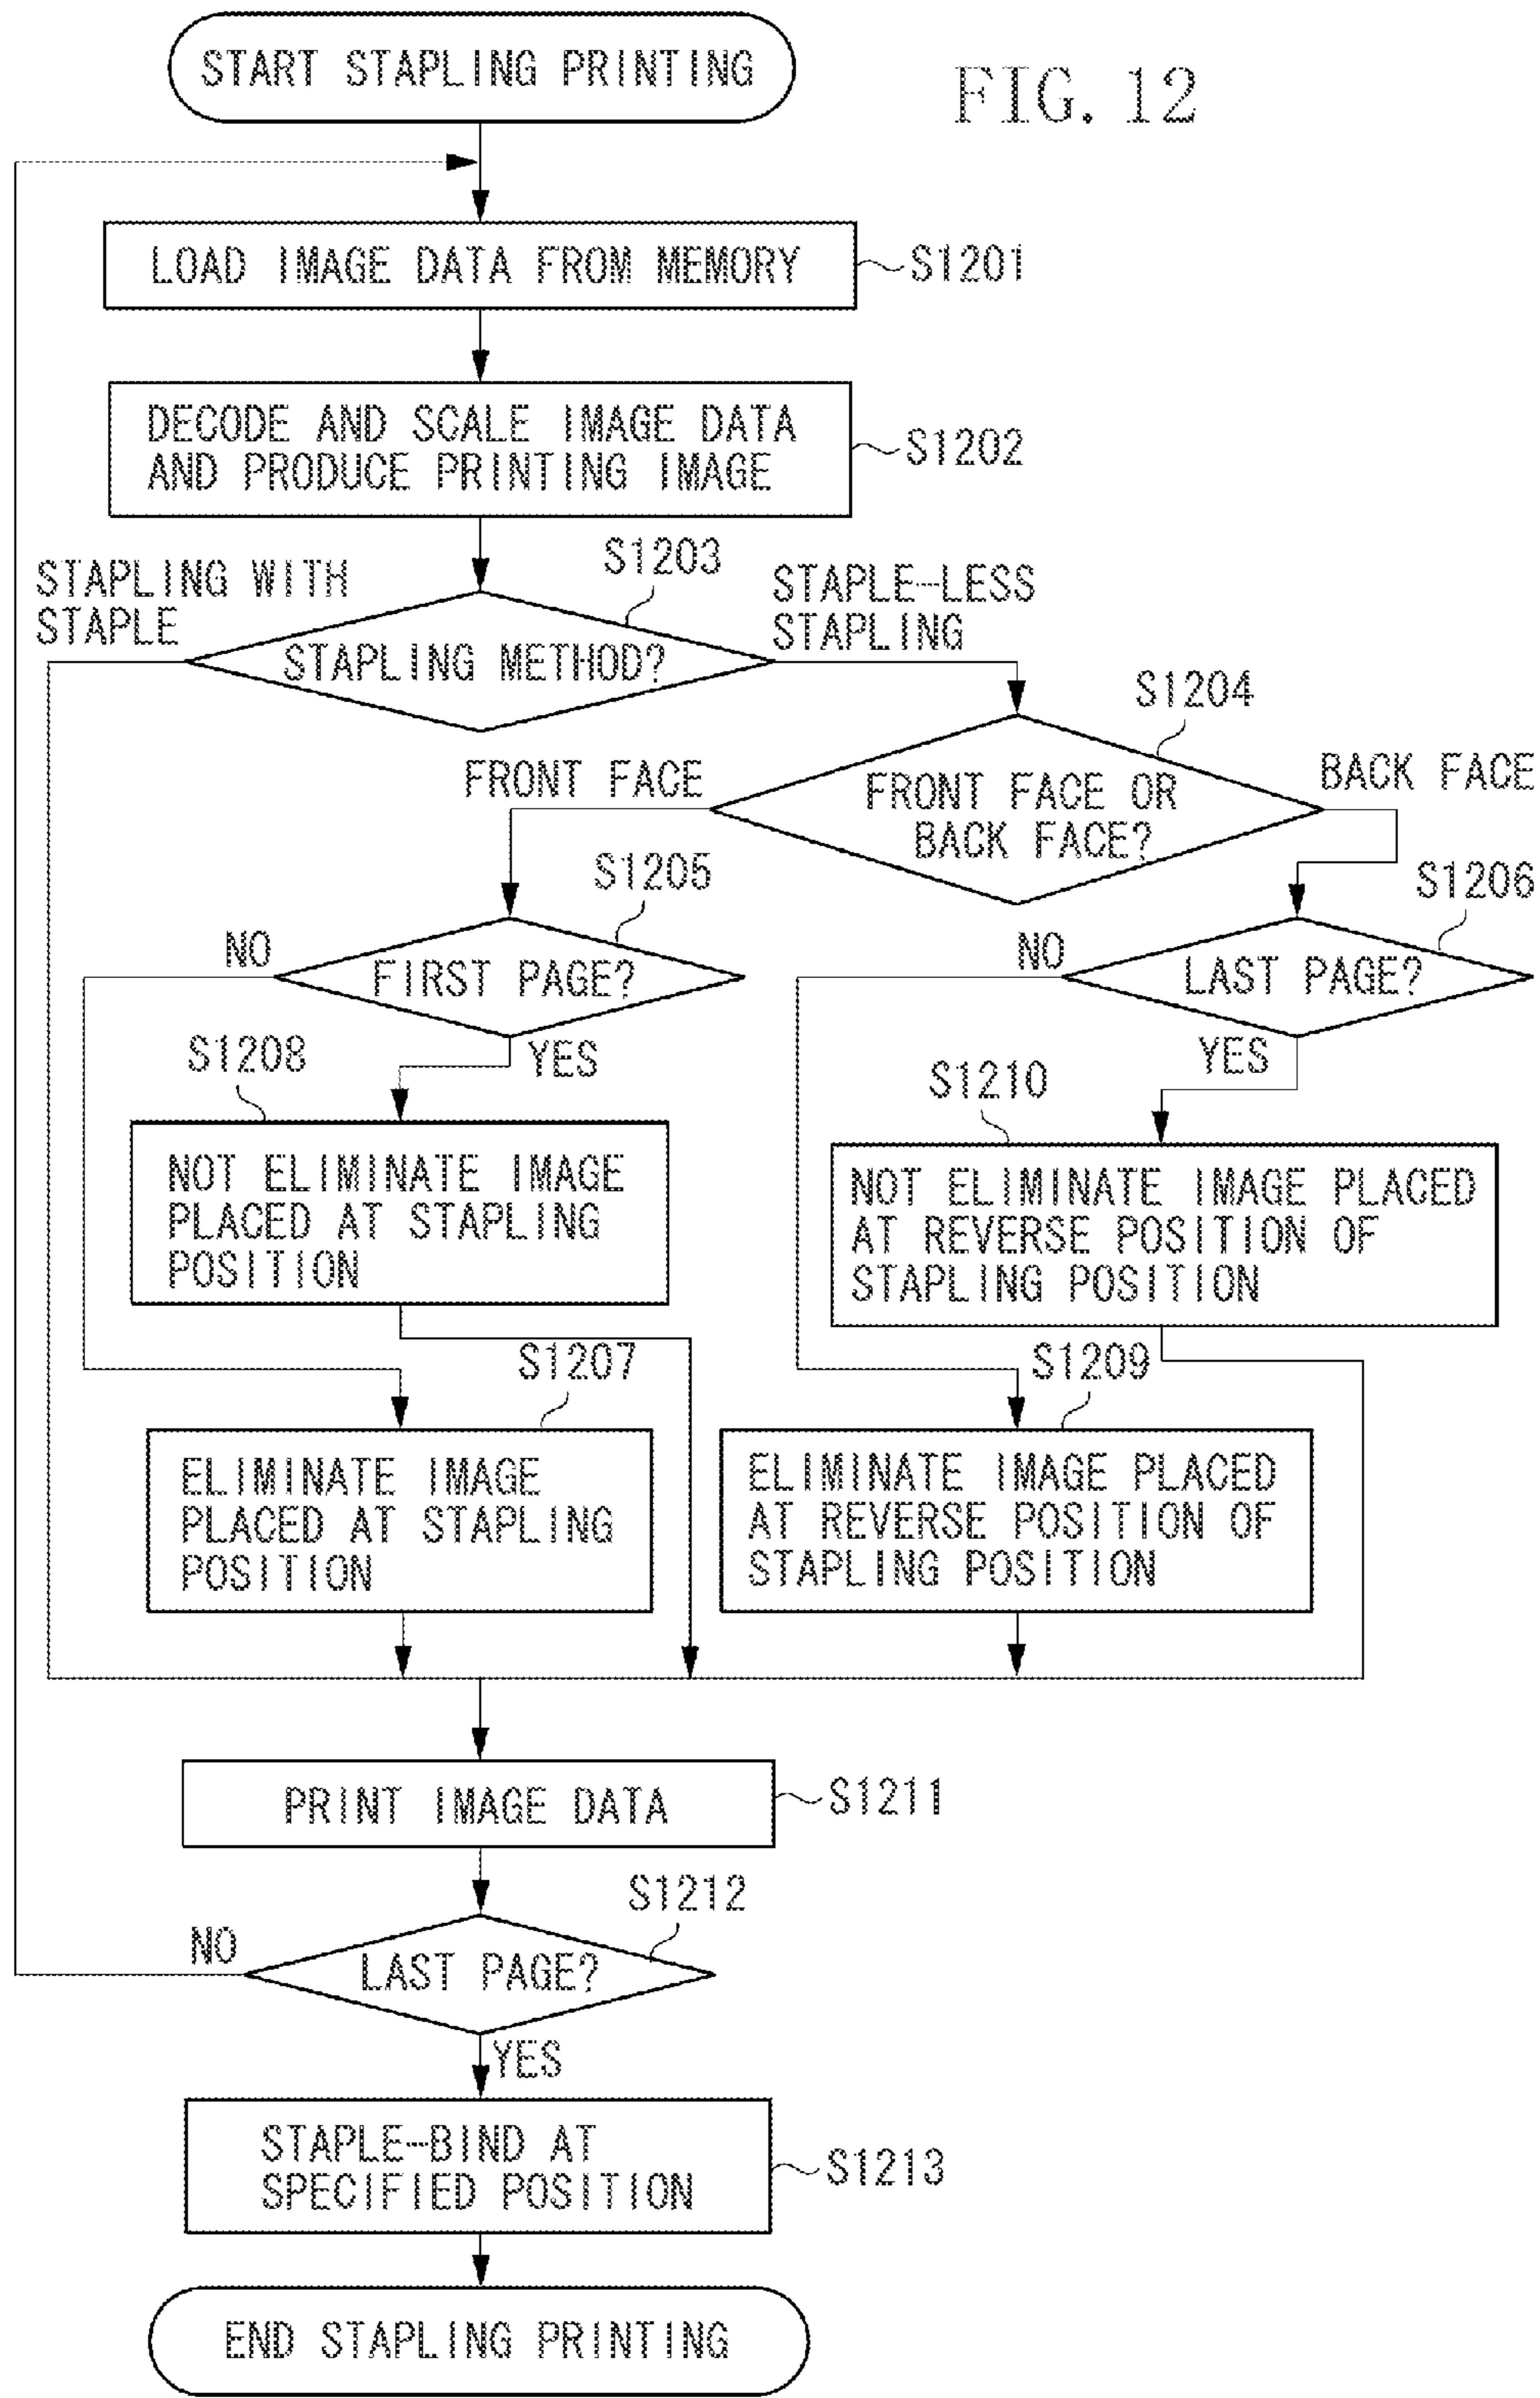 START STAPLING PRINTING
FIG. 12
LOAD IMAGE DATA FROM MEMORY
S1201
DECODE AND SCALE IMAGE DATA
AND PRODUCE PRINTING IMAGE
S1202
STAPLING WITH
STAPLE
S1203
STAPLING METHOD?
STAPLE-LESS
STAPLING
S1204
FRONT FACE
FRONT FACE OR
BACK FACE?
BACK FACE
S1205
NO
FIRST PAGE?
YES
S1206
NO
LAST PAGE?
YES
S1208
NOT ELIMINATE IMAGE
PLACED AT STAPLING
POSITION
S1210
NOT ELIMINATE IMAGE PLACED
AT REVERSE POSITION OF
STAPLING POSITION
S1207
ELIMINATE IMAGE
PLACED AT STAPLING
POSITION
S1209
ELIMINATE IMAGE PLACED
AT REVERSE POSITION OF
STAPLING POSITION
PRINT IMAGE DATA
S1211
S1212
NO
LAST PAGE?
YES
STAPLE-BIND AT
SPECIFIED POSITION
S1213
END STAPLING PRINTING